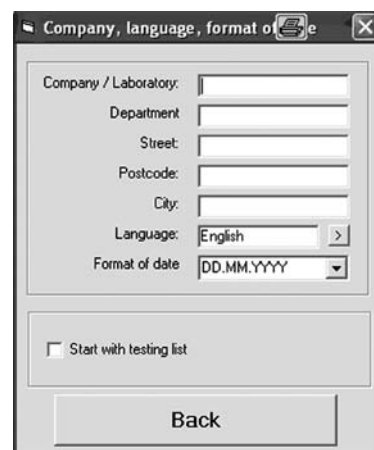 Company, language, format of e
Company / Laboratory:
Department
Street:
Postcode:
City:
Language: English >
Format of date DD.MM.YYYY
Start with testing list
Back